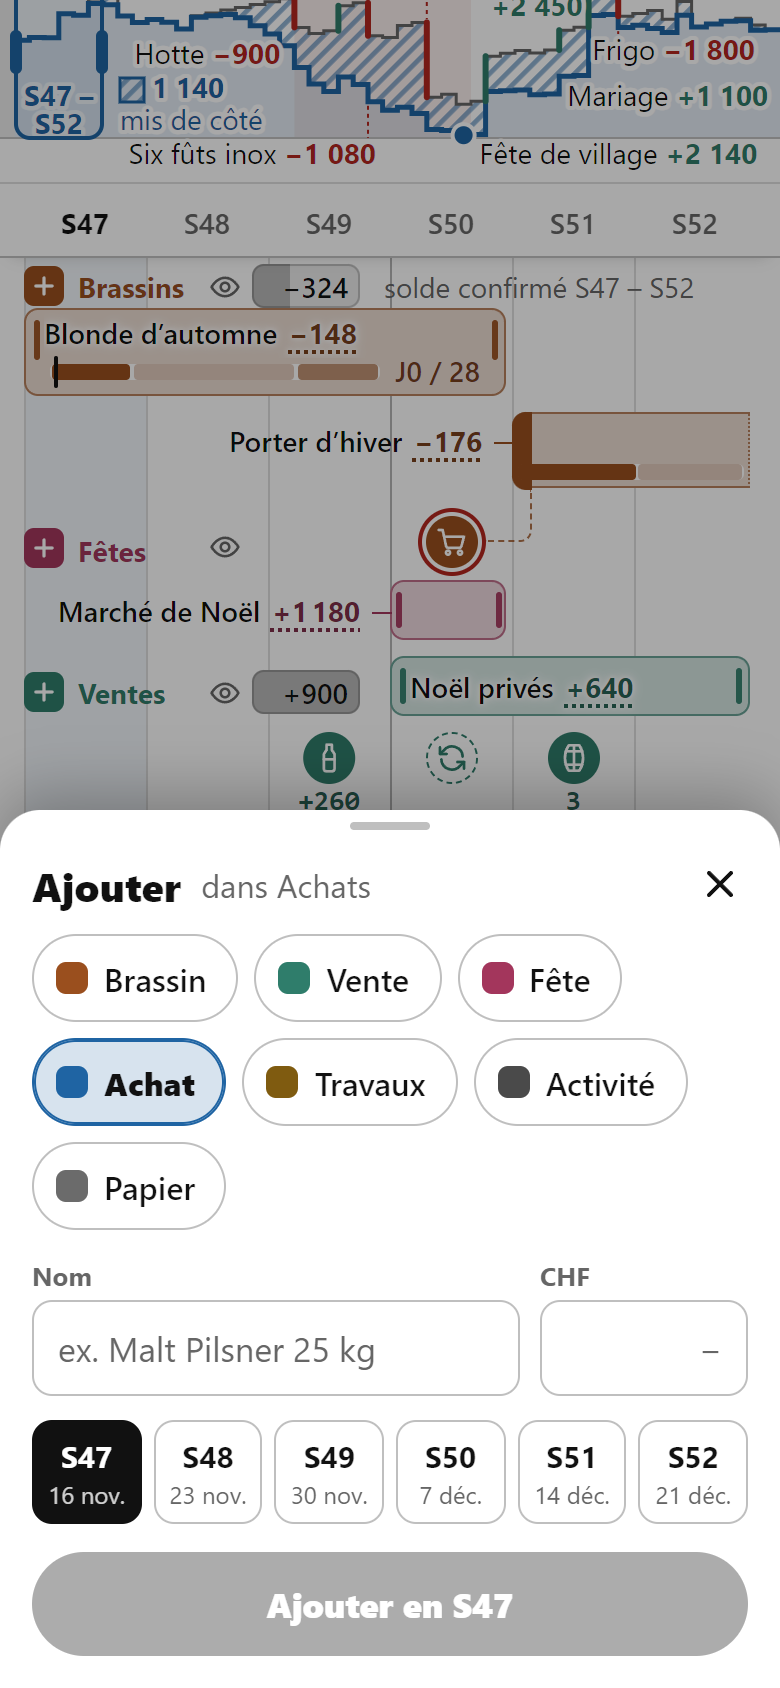 +2 450
Hotte −900
Frigo −1 800
S47 –
S52
1 140
mis de côté
Mariage +1 100
Six fûts inox −1 080
Fête de village +2 140
S47 S48 S49 S50 S51 S52
Brassins −324 solde confirmé S47 – S52
Blonde d’automne −148
J0 / 28
Porter d’hiver −176
Fêtes
Marché de Noël +1 180
Ventes +900 Noël privés +640
+260 3
Ajouter dans Achats
Brassin Vente Fête
Achat Travaux Activité
Papier
Nom CHF
ex. Malt Pilsner 25 kg –
S47 S48 S49 S50 S51 S52
16 nov. 23 nov. 30 nov. 7 déc. 14 déc. 21 déc.
Ajouter en S47